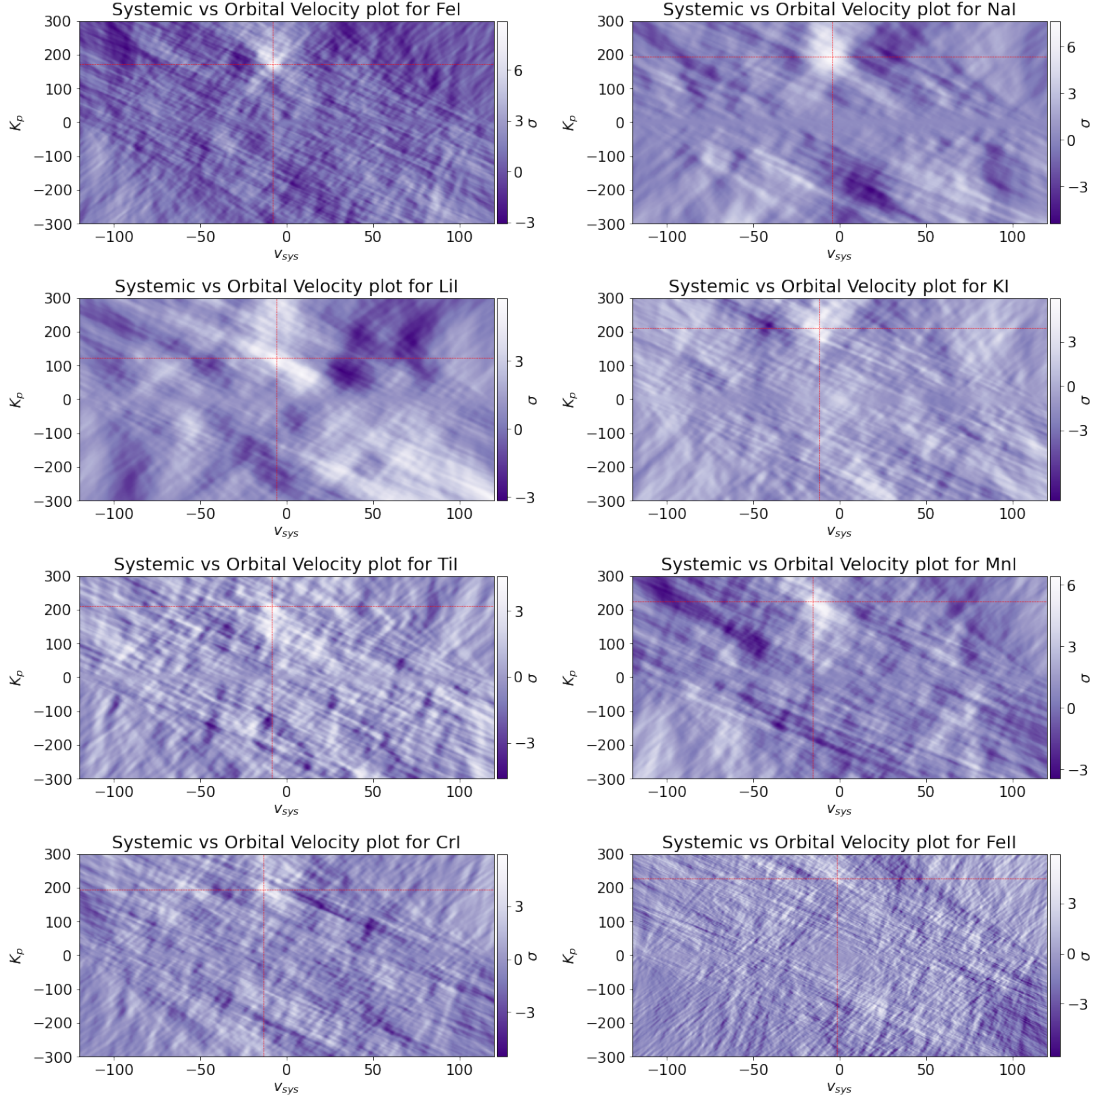 Systemic vs Orbital Velocity plot for FeI
300
200
100
0
−100
−200
−300
K_p
−100 −50 0 50 100
v_sys
6
3
0
−3
σ
Systemic vs Orbital Velocity plot for NaI
300
200
100
0
−100
−200
−300
K_p
−100 −50 0 50 100
v_sys
6
3
0
−3
σ
Systemic vs Orbital Velocity plot for LiI
300
200
100
0
−100
−200
−300
K_p
−100 −50 0 50 100
v_sys
3
0
−3
σ
Systemic vs Orbital Velocity plot for KI
300
200
100
0
−100
−200
−300
K_p
−100 −50 0 50 100
v_sys
3
0
−3
σ
Systemic vs Orbital Velocity plot for TiI
300
200
100
0
−100
−200
−300
K_p
−100 −50 0 50 100
v_sys
3
0
−3
σ
Systemic vs Orbital Velocity plot for MnI
300
200
100
0
−100
−200
−300
K_p
−100 −50 0 50 100
v_sys
6
3
0
−3
σ
Systemic vs Orbital Velocity plot for CrI
300
200
100
0
−100
−200
−300
K_p
−100 −50 0 50 100
v_sys
3
0
−3
σ
Systemic vs Orbital Velocity plot for FeII
300
200
100
0
−100
−200
−300
K_p
−100 −50 0 50 100
v_sys
3
0
−3
σ